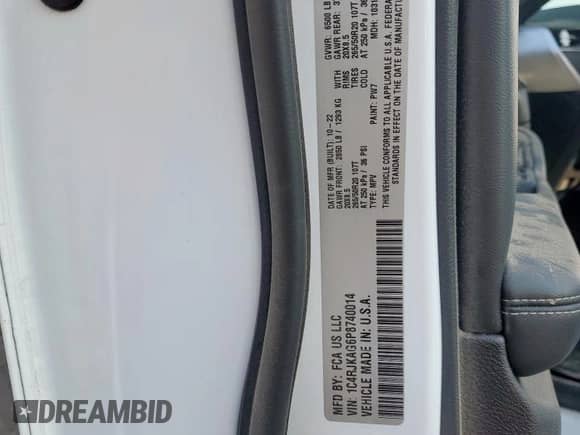 MFD BY: FCA US LLC
DATE OF MFR (BUILT): 10-22
GVWR: 6500 LB
GAWR FRONT: 2850 LB / 1293 KG
WITH
GAWR REAR:
20X8.5
RIMS
20X8.5
265/50R20 107T
TIRES
265/50R20 107T
AT 250 kPa / 36 PSI
COLD
AT 250 kPa / 36
VIN: 1C4RJKAG6P8740014
TYPE: MPV
PAINT: PW7
MDH:
VEHICLE MADE IN: U.S.A.
THIS VEHICLE CONFORMS TO ALL APPLICABLE U.S.A. FEDERAL
STANDARDS IN EFFECT ON THE DATE OF MANUFACTURE
DREAMBID